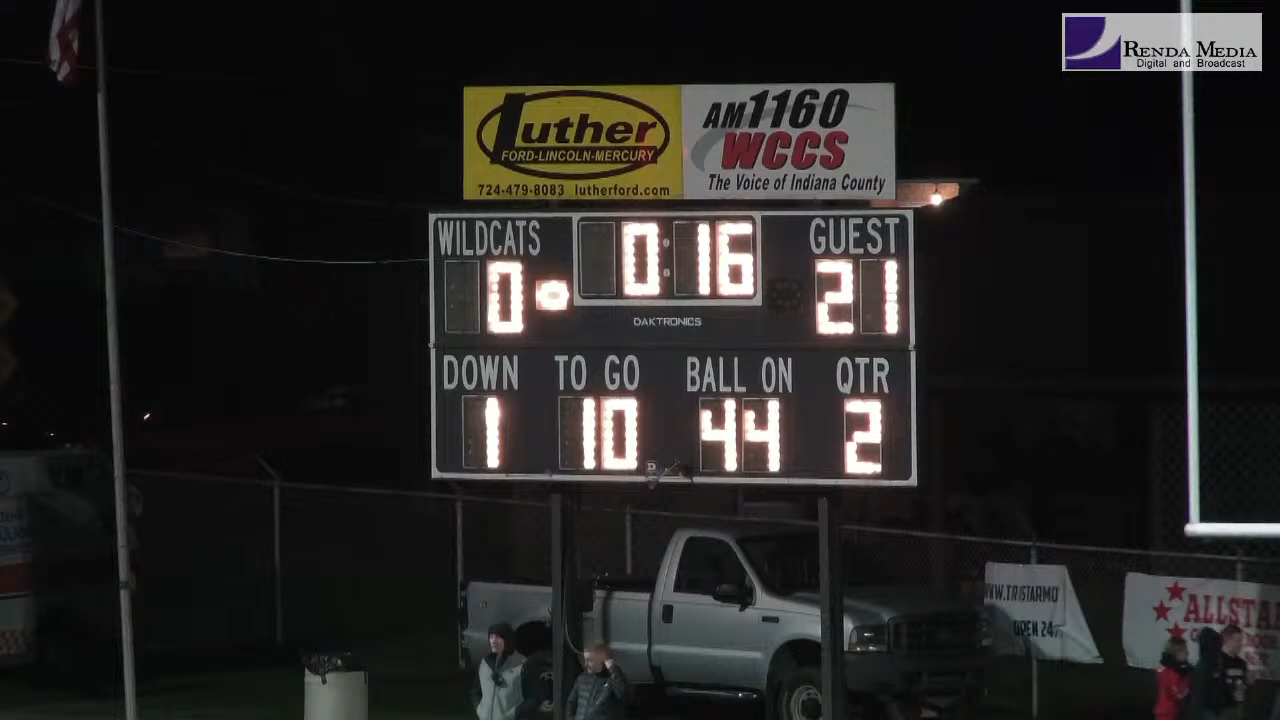 RENDA MEDIA
Digital and Broadcast
Luther
FORD-LINCOLN-MERCURY
724-479-8083 lutherford.com
AM1160
WCCS
The Voice of Indiana County
WILDCATS
0:16
GUEST
0
21
DAKTRONICS
DOWN
TO GO
BALL ON
QTR
1
10
44
2
OPEN 24